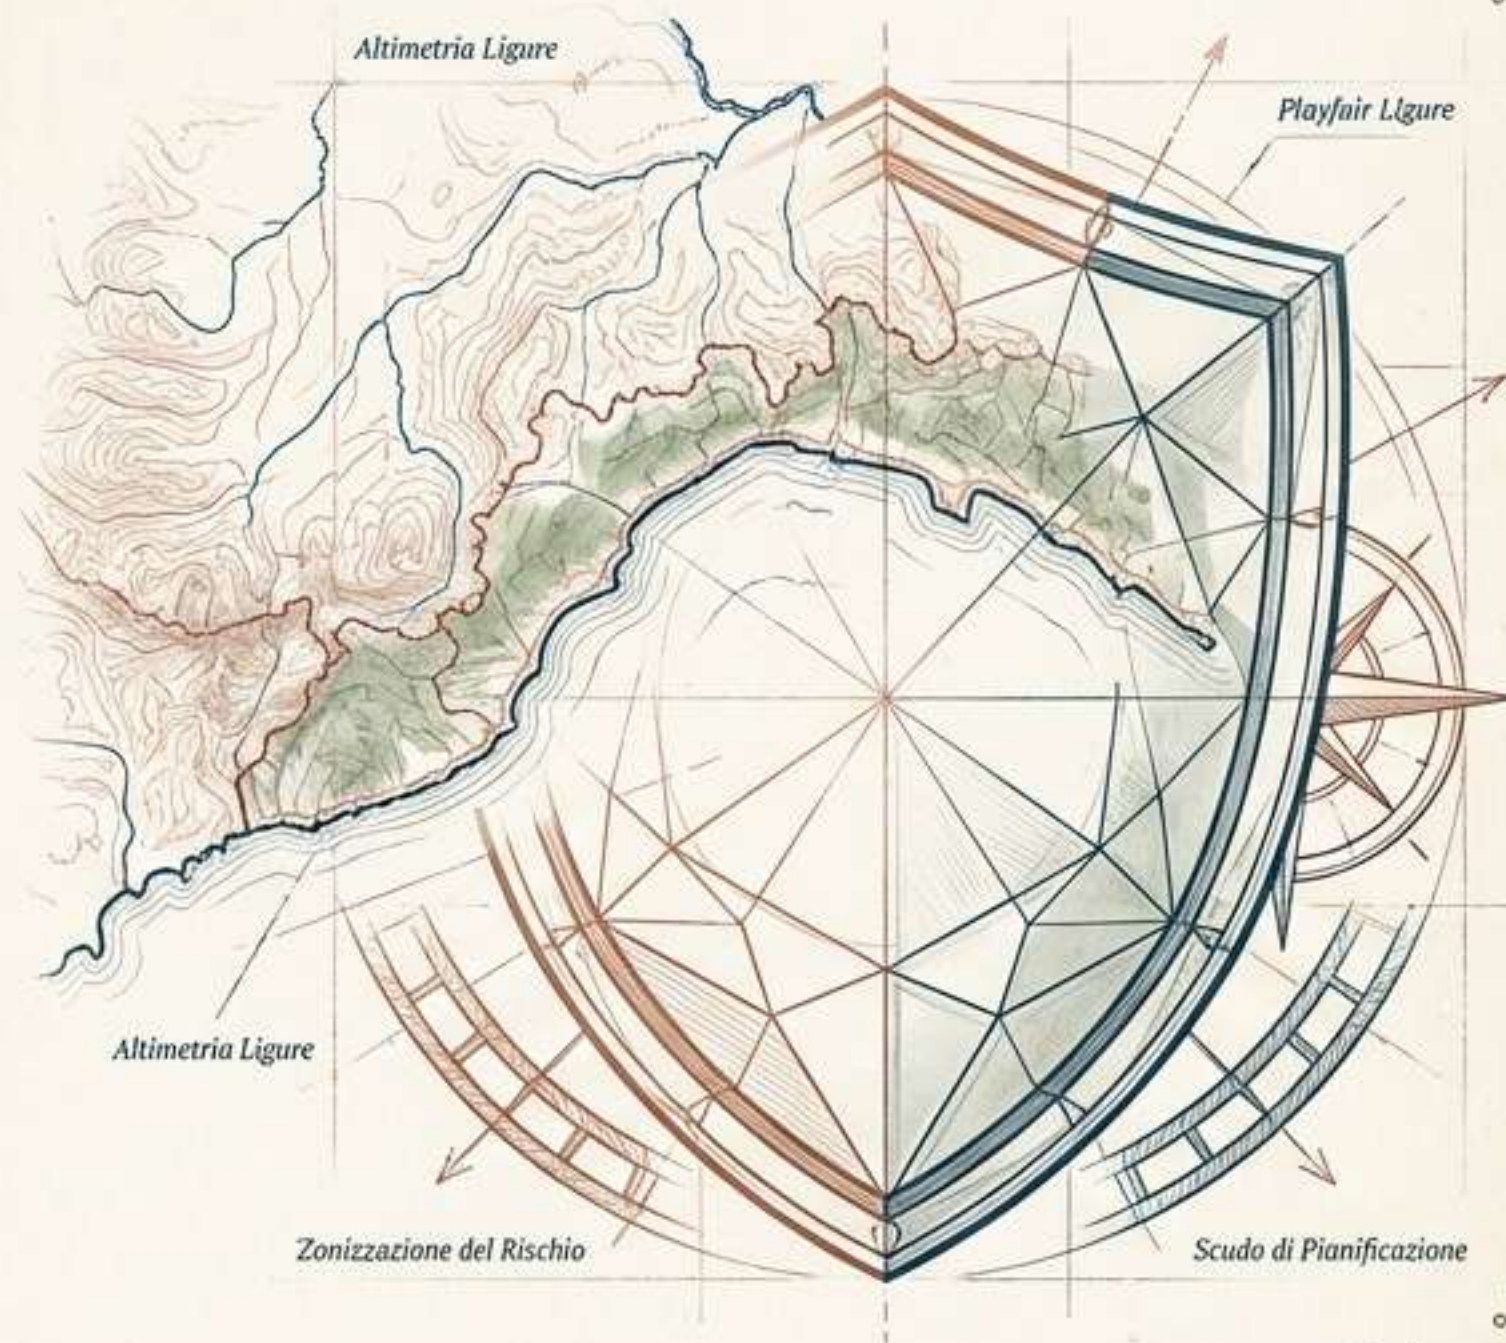 Altimetria Ligure
Playfair Ligure
Altimetria Ligure
Zonizzazione del Rischio
Scudo di Pianificazione